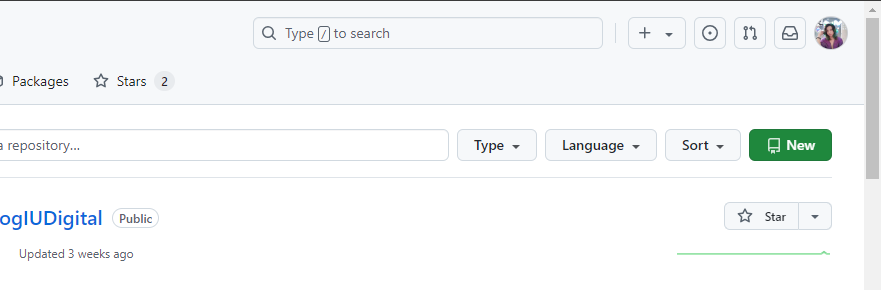 Type / to search
Packages Stars 2
a repository... Type Language Sort New
ogIUDigital Public Star
Updated 3 weeks ago